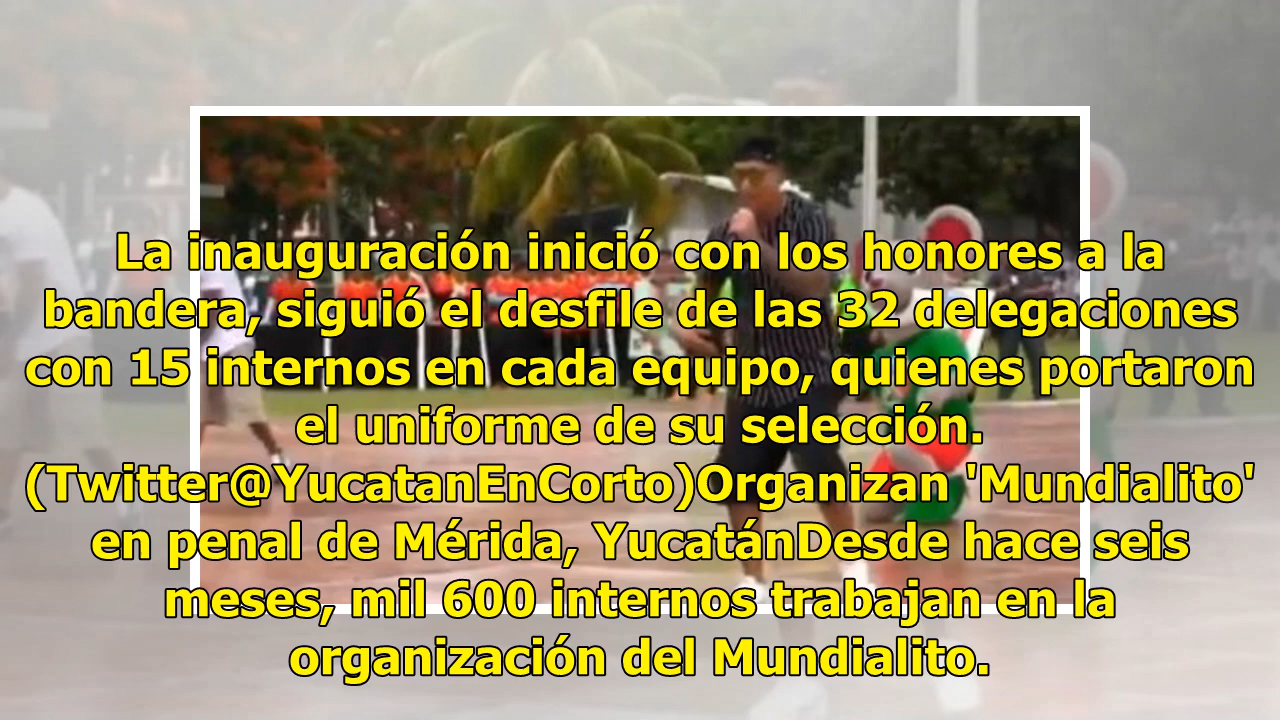 La inauguración inició con los honores a la
bandera, siguió el desfile de las 32 delegaciones
con 15 internos en cada equipo, quienes portaron
el uniforme de su selección.
(Twitter@YucatanEnCorto)Organizan 'Mundialito'
en penal de Mérida, YucatánDesde hace seis
meses, mil 600 internos trabajan en la
organización del Mundialito.